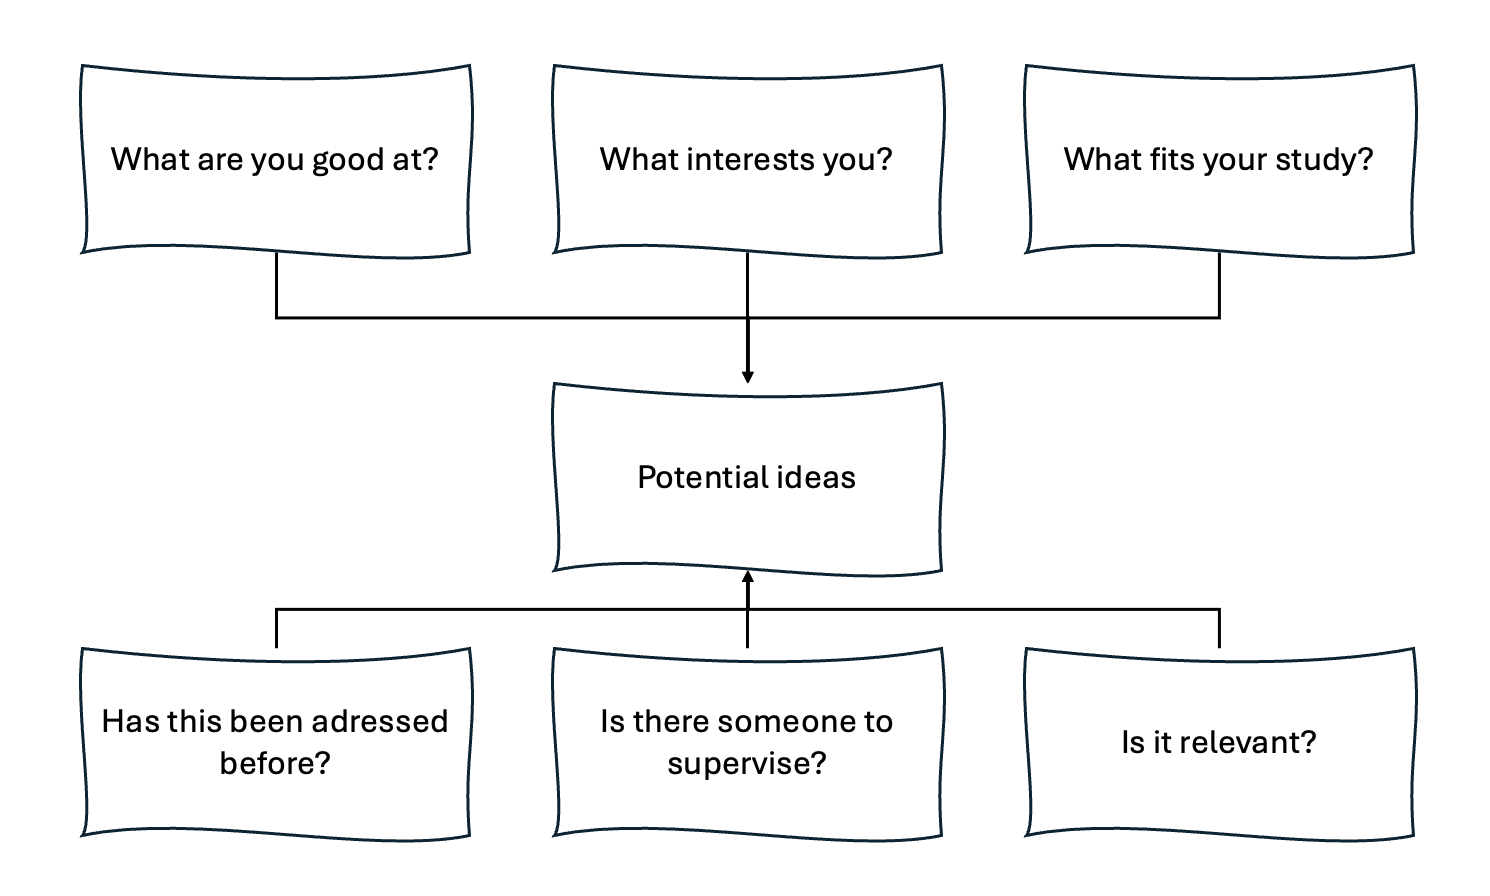 What are you good at?
What interests you?
What fits your study?
Potential ideas
Has this been adressed
before?
Is there someone to
supervise?
Is it relevant?